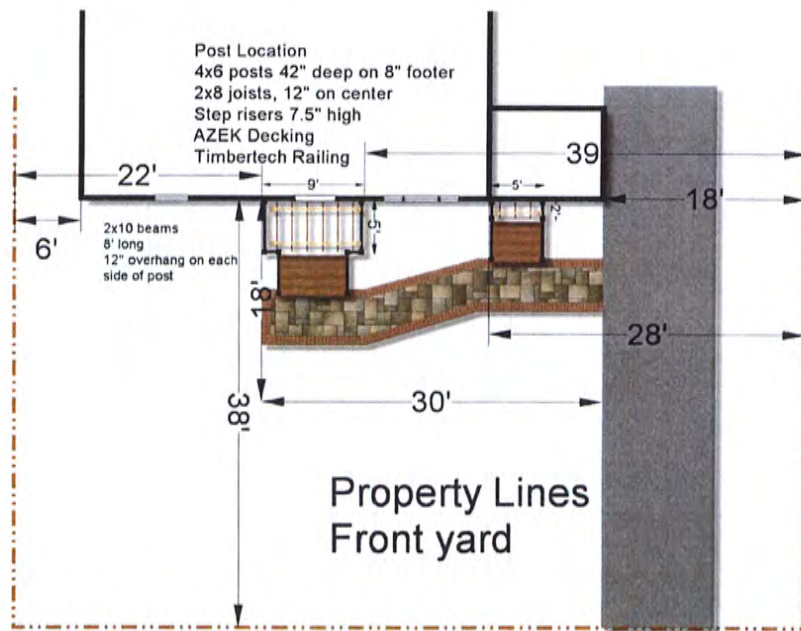 Post Location
4x6 posts 42" deep on 8" footer
2x8 joists, 12" on center
Step risers 7.5" high
AZEK Decking
Timbertech Railing
39
22'
9'
5'
18'
6'
2x10 beams
8' long
12" overhang on each
side of post
5'
2'
18'
28'
38'
30'
Property Lines
Front yard